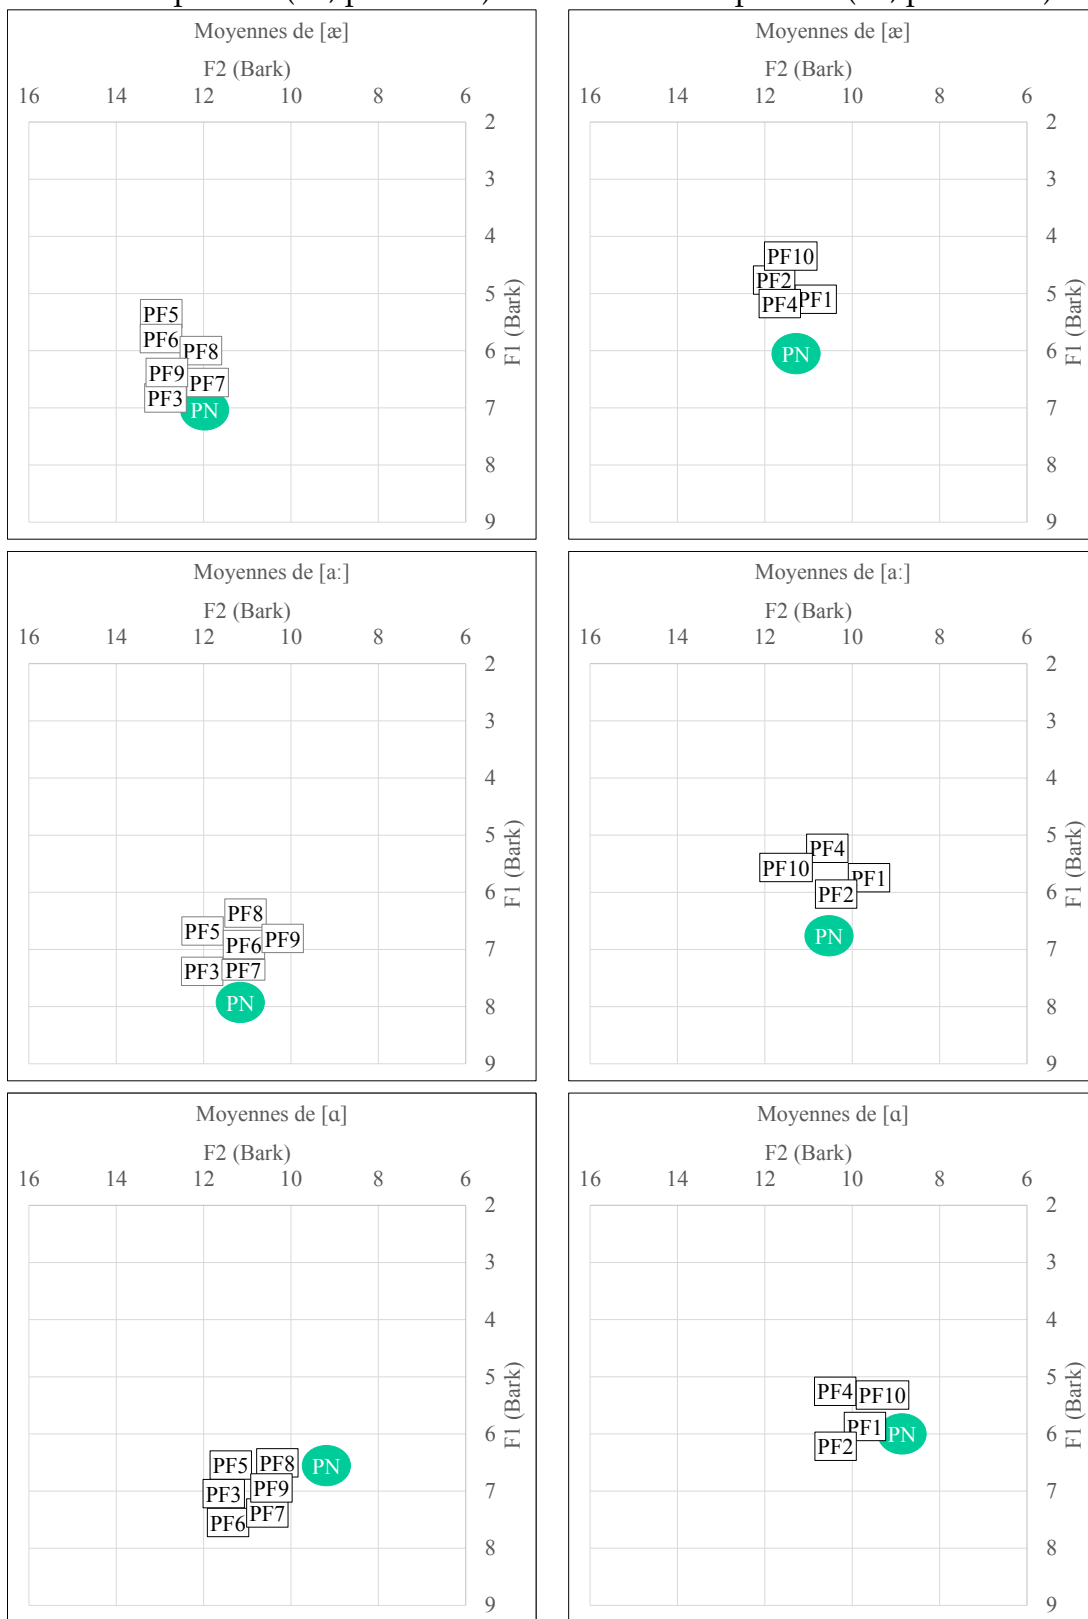 Moyennes de [æ]
F2 (Bark)
16 14 12 10 8 6
2
3
4
5
6
7
8
9
F1 (Bark)
PF5
PF6
PF8
PF9
PF7
PF3
PN
Moyennes de [æ]
F2 (Bark)
16 14 12 10 8 6
2
3
4
5
6
7
8
9
F1 (Bark)
PF10
PF2
PF4
PF1
PN
Moyennes de [a:]
F2 (Bark)
16 14 12 10 8 6
2
3
4
5
6
7
8
9
F1 (Bark)
PF8
PF5
PF6
PF9
PF3
PF7
PN
Moyennes de [a:]
F2 (Bark)
16 14 12 10 8 6
2
3
4
5
6
7
8
9
F1 (Bark)
PF4
PF10
PF1
PF2
PN
Moyennes de [ɑ]
F2 (Bark)
16 14 12 10 8 6
2
3
4
5
6
7
8
9
F1 (Bark)
PF5
PF8
PN
PF3
PF9
PF6
PF7
Moyennes de [ɑ]
F2 (Bark)
16 14 12 10 8 6
2
3
4
5
6
7
8
9
F1 (Bark)
PF4
PF10
PF1
PN
PF2